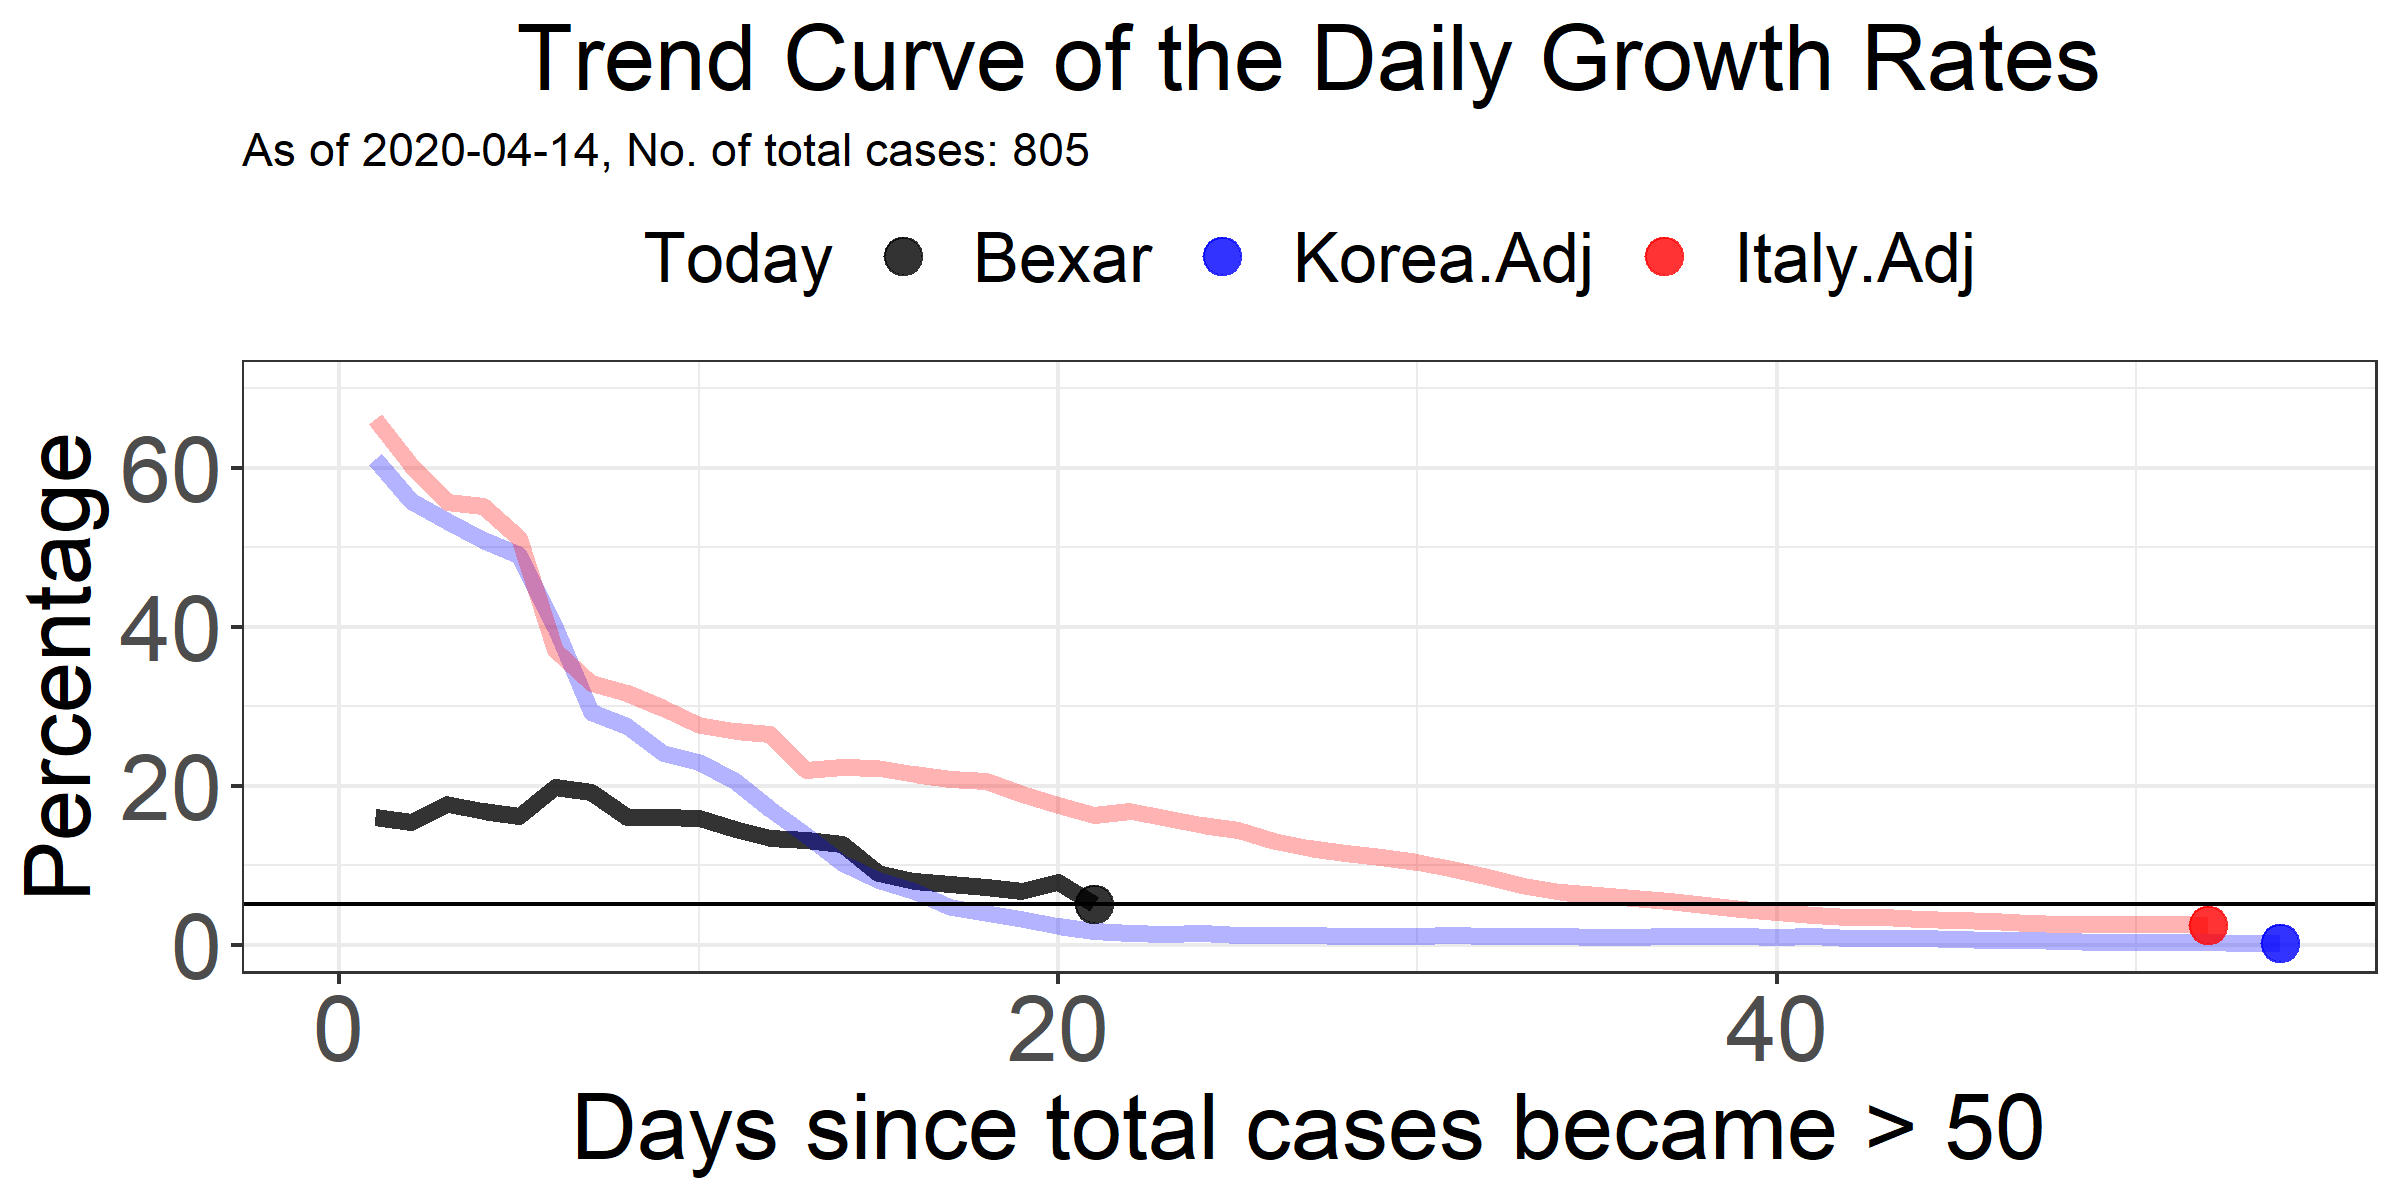 Trend Curve of the Daily Growth Rates
As of 2020-04-14, No. of total cases: 805
Today Bexar Korea.Adj Italy.Adj
Percentage
60
40
20
0
0 20 40
Days since total cases became > 50